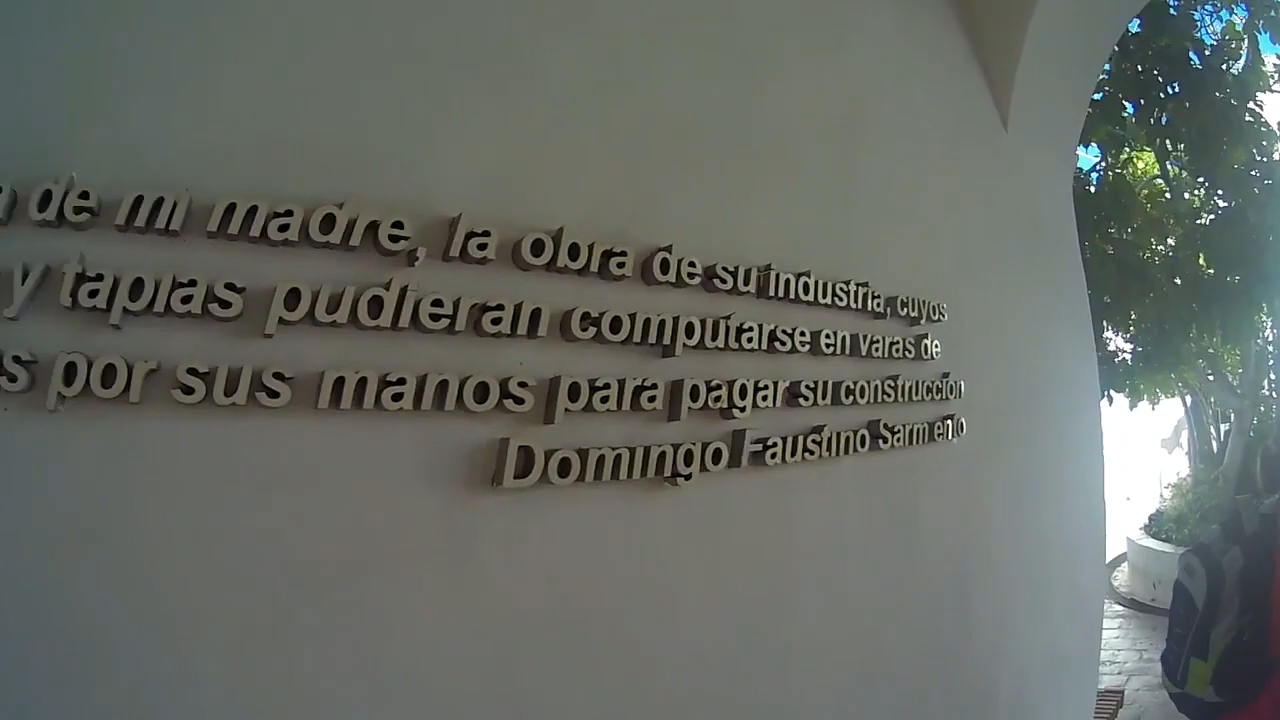 de mi madre, la obra de su industria, cuyos
y tapias pudieran computarse en varas de
por sus manos para pagar su construcción
Domingo Faustino Sarmiento